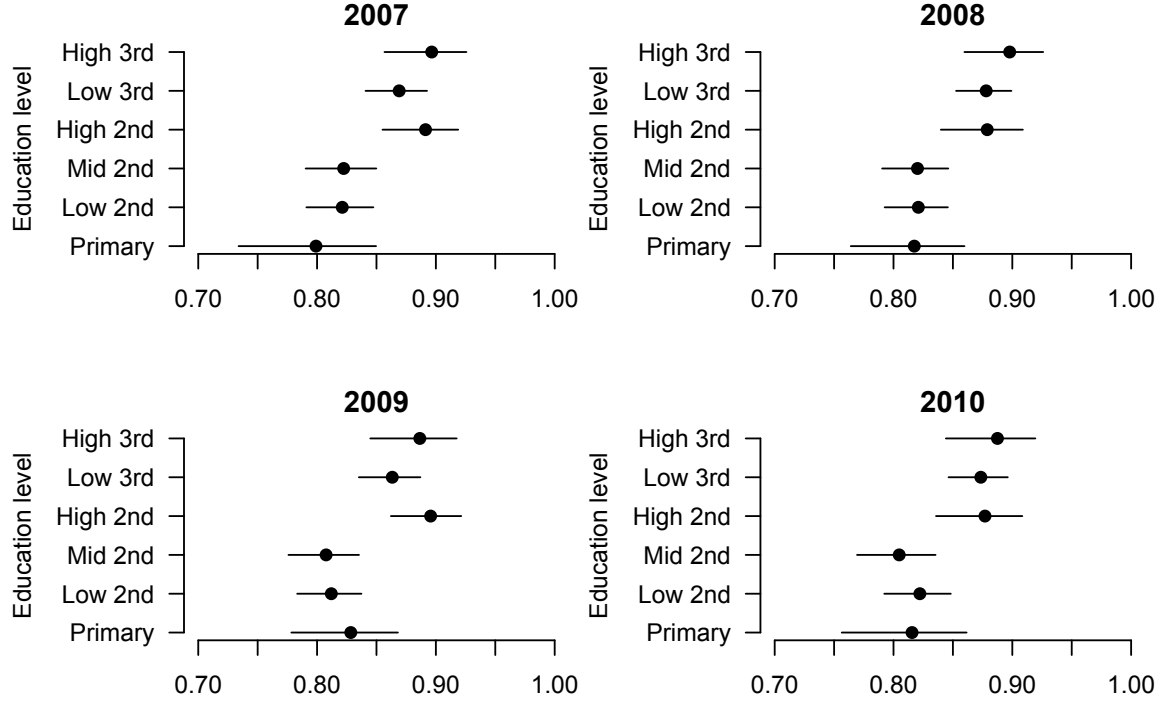 2007
Education level
High 3rd
Low 3rd
High 2nd
Mid 2nd
Low 2nd
Primary
0.70 0.80 0.90 1.00
2008
Education level
High 3rd
Low 3rd
High 2nd
Mid 2nd
Low 2nd
Primary
0.70 0.80 0.90 1.00
2009
Education level
High 3rd
Low 3rd
High 2nd
Mid 2nd
Low 2nd
Primary
0.70 0.80 0.90 1.00
2010
Education level
High 3rd
Low 3rd
High 2nd
Mid 2nd
Low 2nd
Primary
0.70 0.80 0.90 1.00